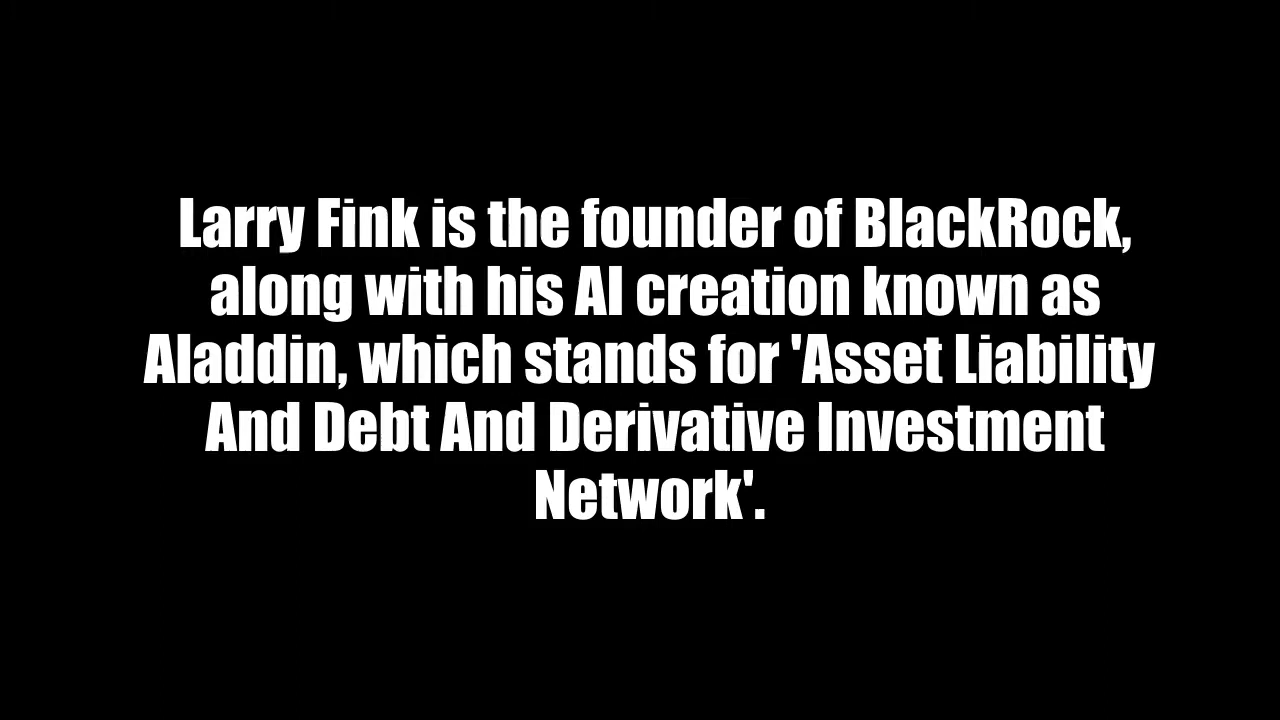 Larry Fink is the founder of BlackRock,
along with his AI creation known as
Aladdin, which stands for 'Asset Liability
And Debt And Derivative Investment
Network'.